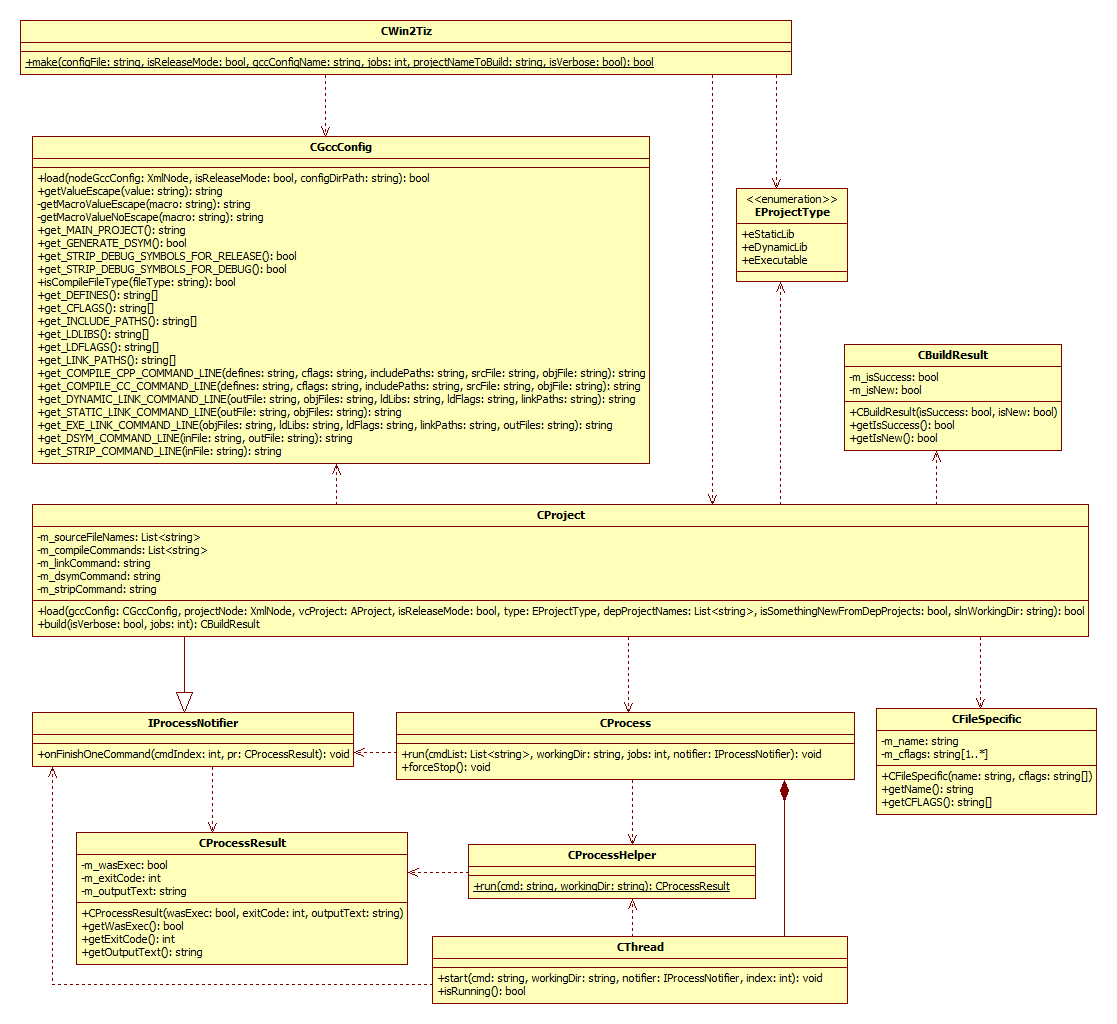 CWin2Tiz
+make(configFile: string, isReleaseMode: bool, gccConfigName: string, jobs: int, projectNameToBuild: string, isVerbose: bool): bool
CGccConfig
+load(nodeGccConfig: XmlNode, isReleaseMode: bool, configDirPath: string): bool
+getValueEscape(value: string): string
-getMacroValueEscape(macro: string): string
-getMacroValueNoEscape(macro: string): string
+get_MAIN_PROJECT(): string
+get_GENERATE_DSYM(): bool
+get_STRIP_DEBUG_SYMBOLS_FOR_RELEASE(): bool
+get_STRIP_DEBUG_SYMBOLS_FOR_DEBUG(): bool
+isCompileFileType(fileType: string): bool
+get_DEFINES(): string[]
+get_CFLAGS(): string[]
+get_INCLUDE_PATHS(): string[]
+get_LDLIBS(): string[]
+get_LDFLAGS(): string[]
+get_LINK_PATHS(): string[]
+get_COMPILE_CPP_COMMAND_LINE(defines: string, cflags: string, includePaths: string, srcFile: string, objFile: string): string
+get_COMPILE_CC_COMMAND_LINE(defines: string, cflags: string, includePaths: string, srcFile: string, objFile: string): string
+get_DYNAMIC_LINK_COMMAND_LINE(outFile: string, objFiles: string, ldLibs: string, ldFlags: string, linkPaths: string): string
+get_STATIC_LINK_COMMAND_LINE(outFile: string, objFiles: string): string
+get_EXE_LINK_COMMAND_LINE(objFiles: string, ldLibs: string, ldFlags: string, linkPaths: string, outFiles: string): string
+get_DSYM_COMMAND_LINE(inFile: string, outFile: string): string
+get_STRIP_COMMAND_LINE(inFile: string): string
<<enumeration>>
EProjectType
+eStaticLib
+eDynamicLib
+eExecutable
CBuildResult
-m_isSuccess: bool
-m_isNew: bool
+CBuildResult(isSuccess: bool, isNew: bool)
+getIsSuccess(): bool
+getIsNew(): bool
CProject
-m_sourceFileNames: List<string>
-m_compileCommands: List<string>
-m_linkCommand: string
-m_dsymCommand: string
-m_stripCommand: string
+load(gccConfig: CGccConfig, projectNode: XmlNode, vcProject: AProject, isReleaseMode: bool, type: EProjectType, depProjectNames: List<string>, isSomethingNewFromDepProjects: bool, slnWorkingDir: string): bool
+build(isVerbose: bool, jobs: int): CBuildResult
IProcessNotifier
+onFinishOneCommand(cmdIndex: int, pr: CProcessResult): void
CProcess
+run(cmdList: List<string>, workingDir: string, jobs: int, notifier: IProcessNotifier): void
+forceStop(): void
CFileSpecific
-m_name: string
-m_cflags: string[1..*]
+CFileSpecific(name: string, cflags: string[])
+getName(): string
+getCFLAGS(): string[]
CProcessResult
-m_wasExec: bool
-m_exitCode: int
-m_outputText: string
+CProcessResult(wasExec: bool, exitCode: int, outputText: string)
+getWasExec(): bool
+getExitCode(): int
+getOutputText(): string
CProcessHelper
+run(cmd: string, workingDir: string): CProcessResult
CThread
+start(cmd: string, workingDir: string, notifier: IProcessNotifier, index: int): void
+isRunning(): bool